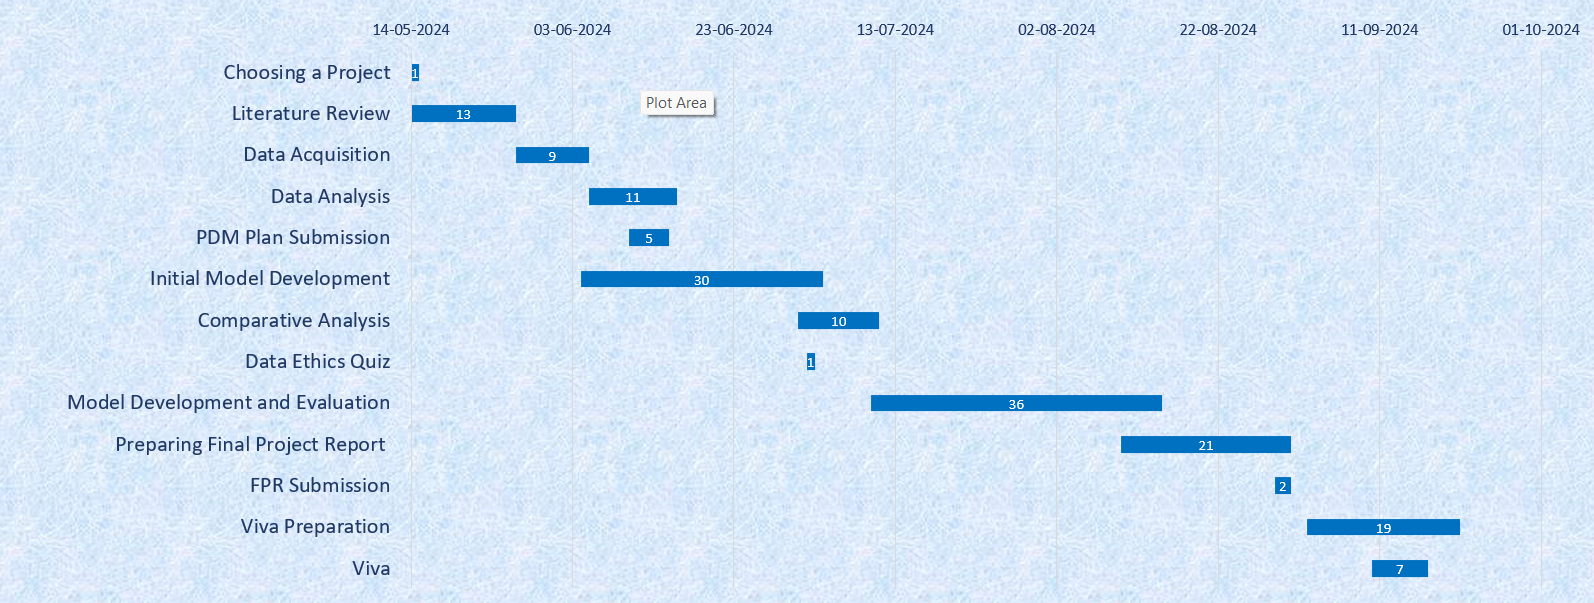 14-05-2024 03-06-2024 23-06-2024 13-07-2024 02-08-2024 22-08-2024 11-09-2024 01-10-2024
Choosing a Project 1
Plot Area
Literature Review 13
Data Acquisition 9
Data Analysis 11
PDM Plan Submission 5
Initial Model Development 30
Comparative Analysis 10
Data Ethics Quiz 1
Model Development and Evaluation 36
Preparing Final Project Report 21
FPR Submission 2
Viva Preparation 19
Viva 7